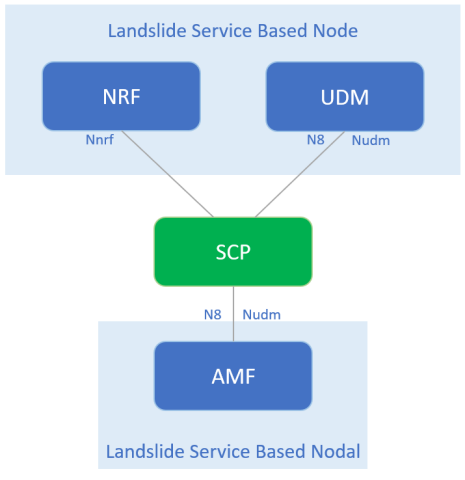 Landslide Service Based Node
NRF
UDM
Nnrf
N8 Nudm
SCP
N8 Nudm
AMF
Landslide Service Based Nodal